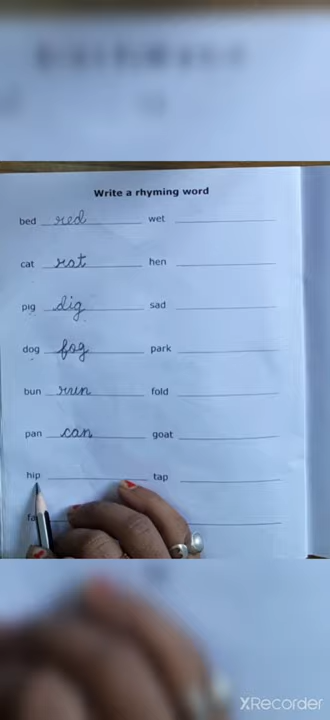 Write a rhyming word
bed red wet
cat rat hen
pig dig sad
dog fog park
bun run fold
pan can goat
hip tap
XRecorder